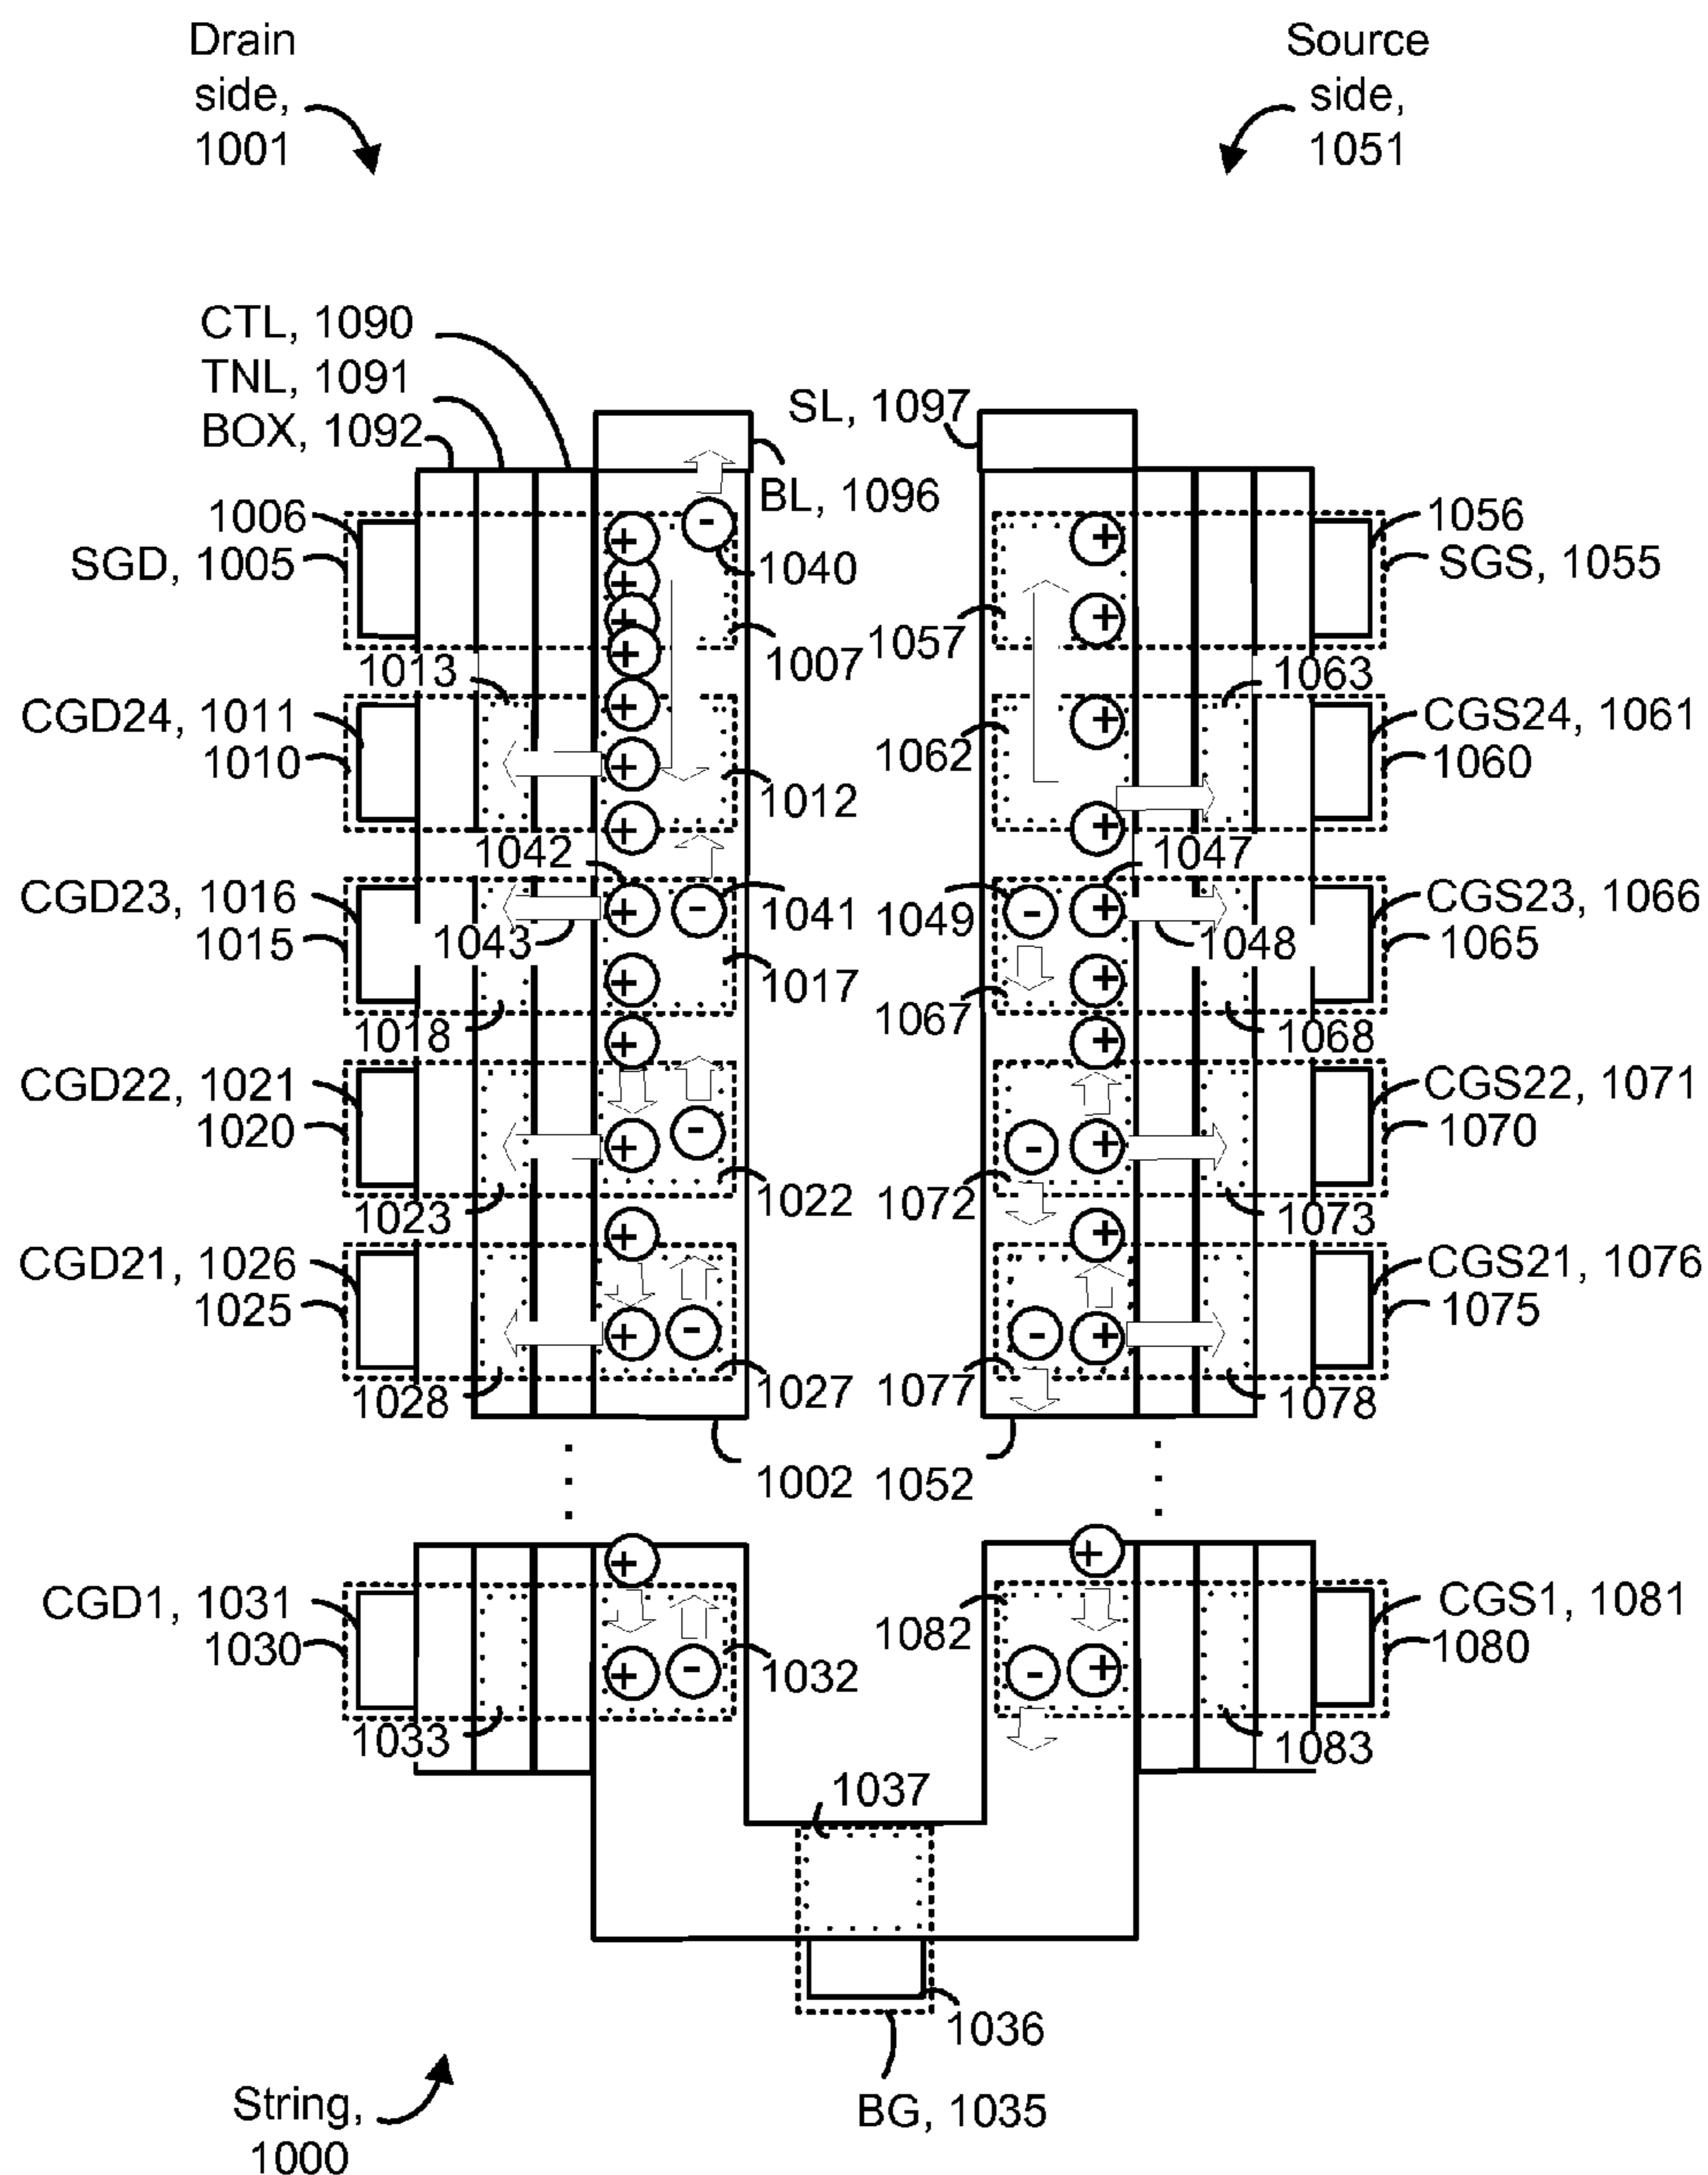 Drain
side,
1001
Source
side,
1051
CTL, 1090
TNL, 1091
BOX, 1092
SL, 1097
BL, 1096
1006
SGD, 1005
1040
1056
SGS, 1055
1057
1007
1013
1063
CGD24, 1011
1010
1062
1012
CGS24, 1061
1060
1042
1047
CGD23, 1016
1015
1043
1041
1049
1048
CGS23, 1066
1065
1017
1067
1018
1068
CGD22, 1021
1020
CGS22, 1071
1070
1022
1072
1023
1073
CGD21, 1026
1025
CGS21, 1076
1075
1027
1077
1028
1078
1002
1052
CGD1, 1031
1030
1032
1082
CGS1, 1081
1080
1033
1083
1037
1036
BG, 1035
String,
1000